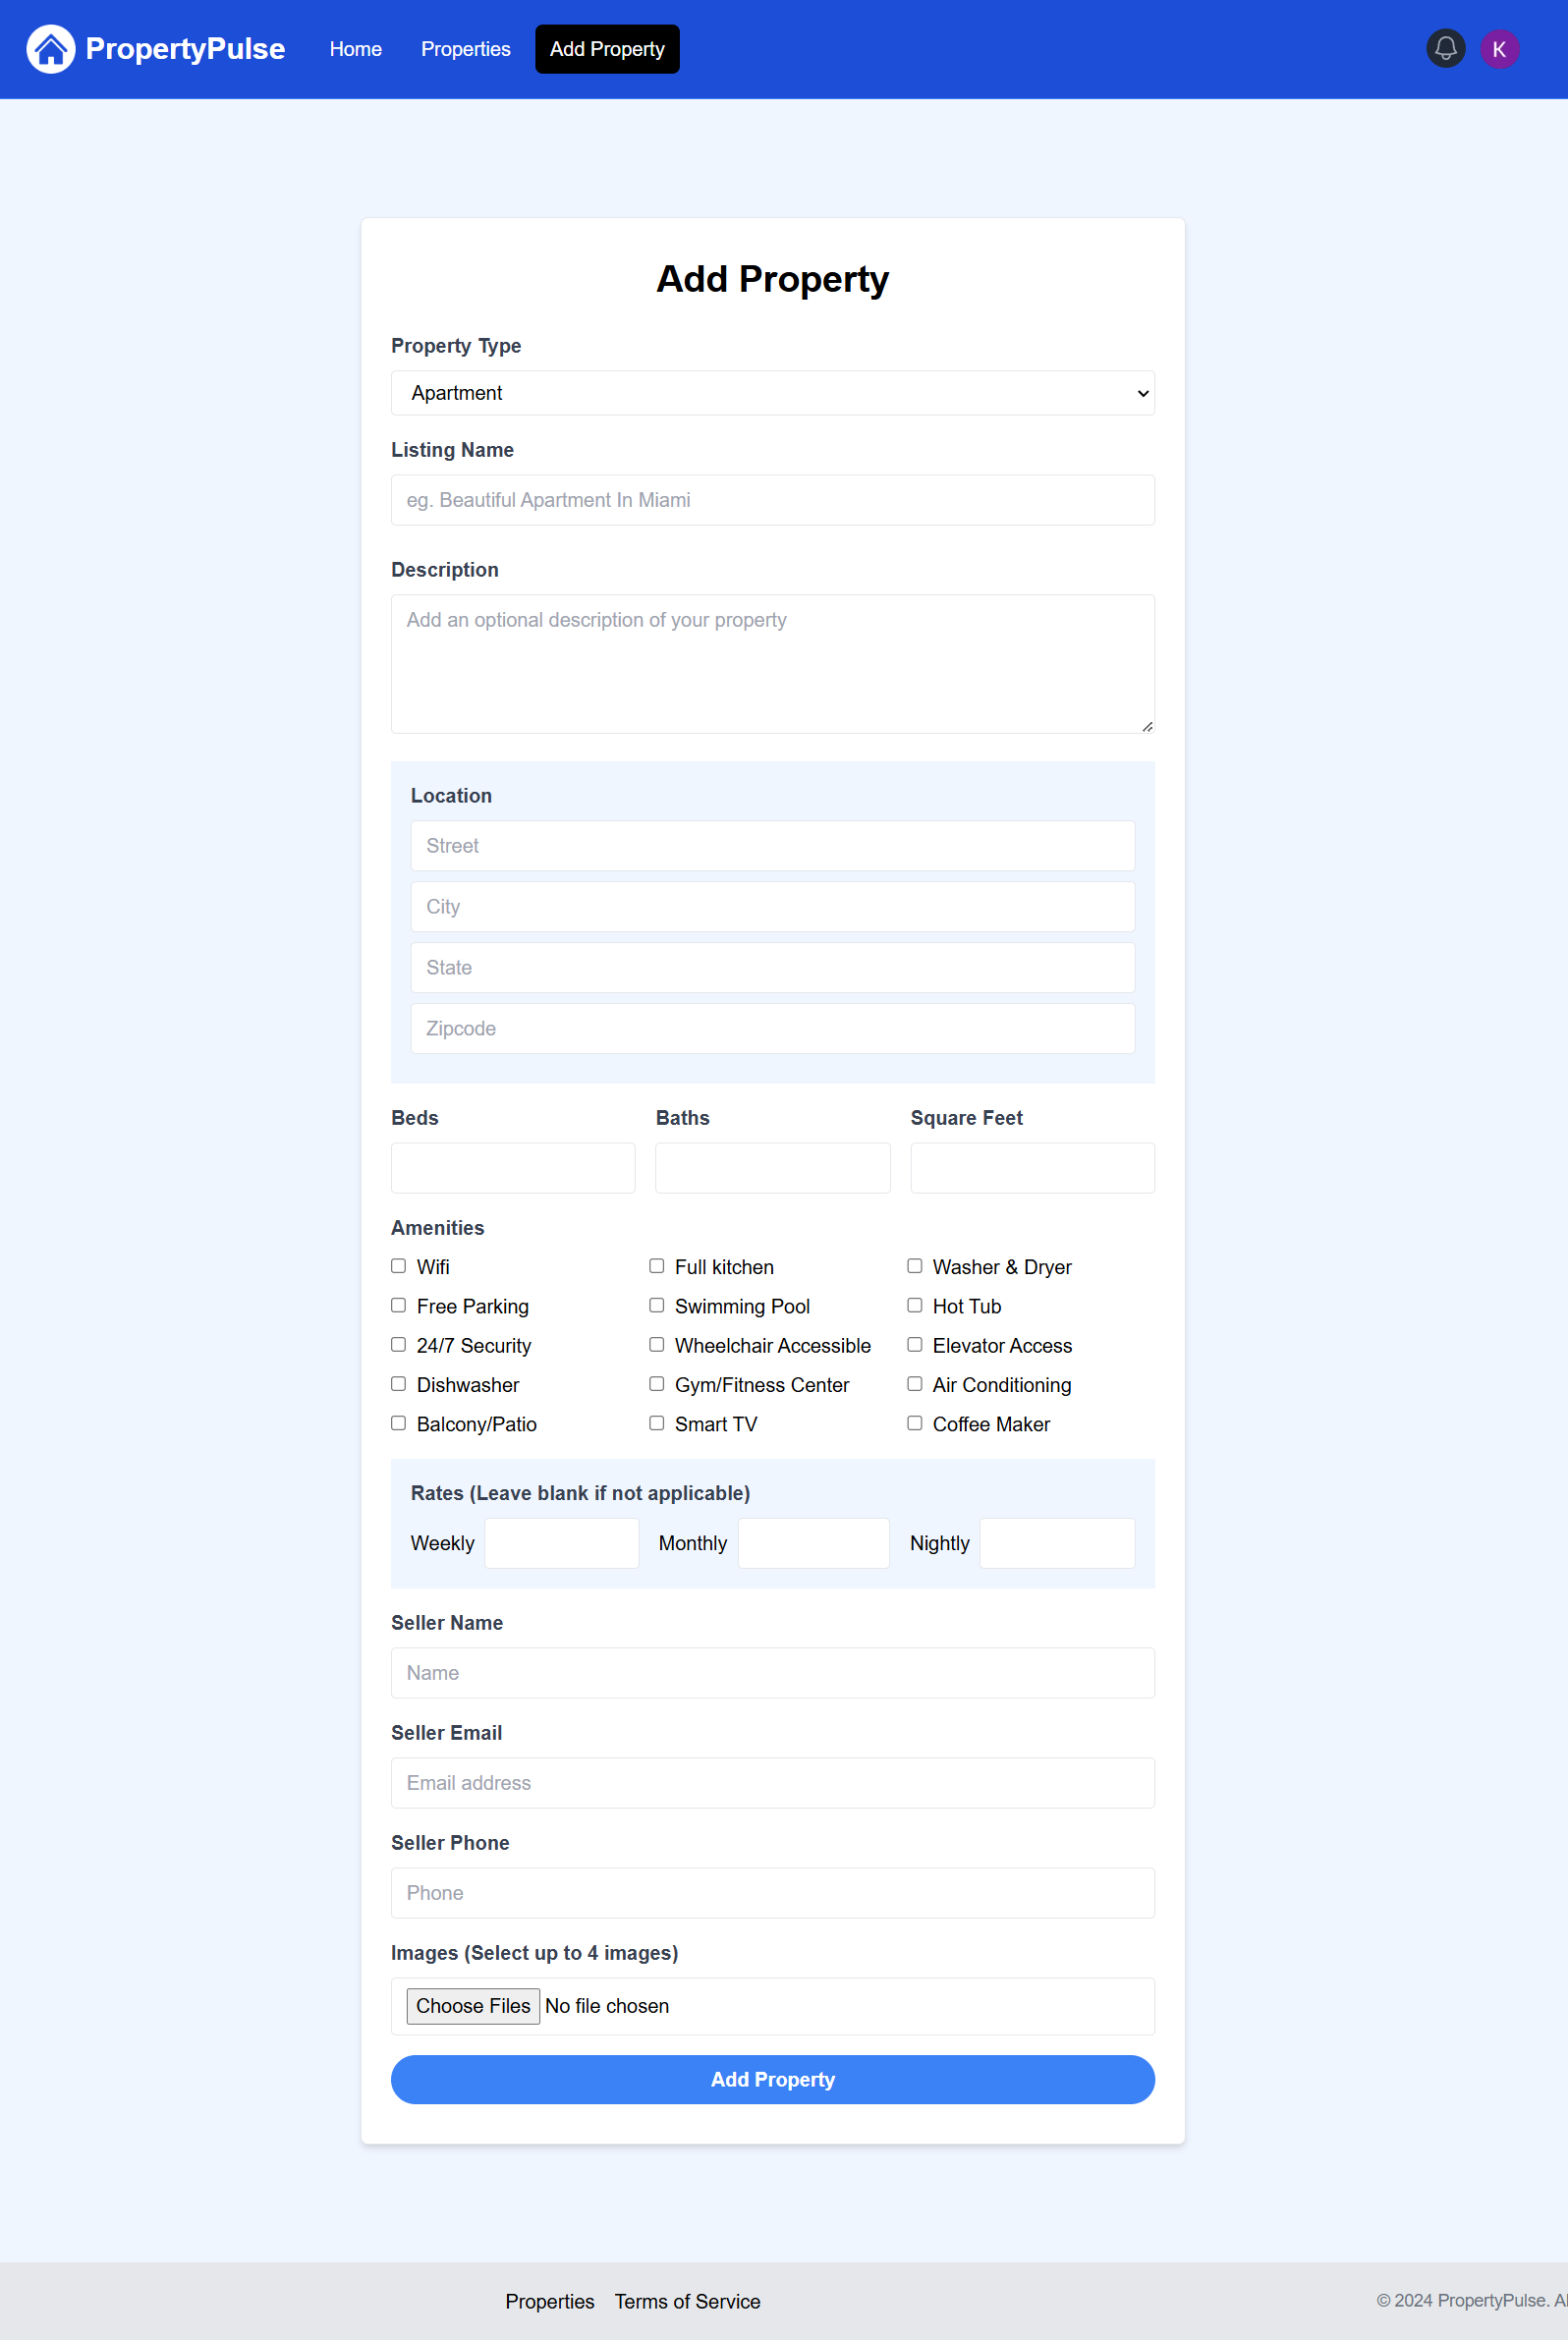 PropertyPulse Home Properties Add Property K
Add Property
Property Type
Apartment
Listing Name
eg. Beautiful Apartment In Miami
Description
Add an optional description of your property
Location
Street
City
State
Zipcode
Beds Baths Square Feet
Amenities
Wifi Full kitchen Washer & Dryer
Free Parking Swimming Pool Hot Tub
24/7 Security Wheelchair Accessible Elevator Access
Dishwasher Gym/Fitness Center Air Conditioning
Balcony/Patio Smart TV Coffee Maker
Rates (Leave blank if not applicable)
Weekly Monthly Nightly
Seller Name
Name
Seller Email
Email address
Seller Phone
Phone
Images (Select up to 4 images)
Choose Files No file chosen
Add Property
Properties Terms of Service © 2024 PropertyPulse.